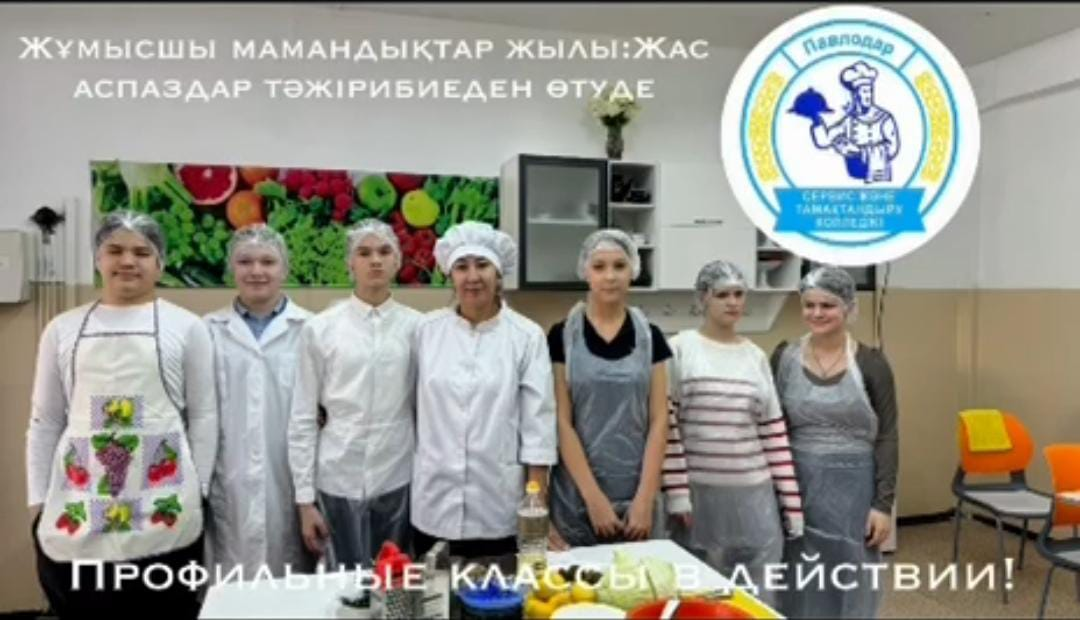 Жұмысшы мамандықтар жылы:Жас
аспаздар тәжірибиеден өтуде
Павлодар
СЕРВИС ЖӘНЕ
ТАМАҚТАНДЫРУ
КОЛЛЕДЖІ
Профильные классы в действии!